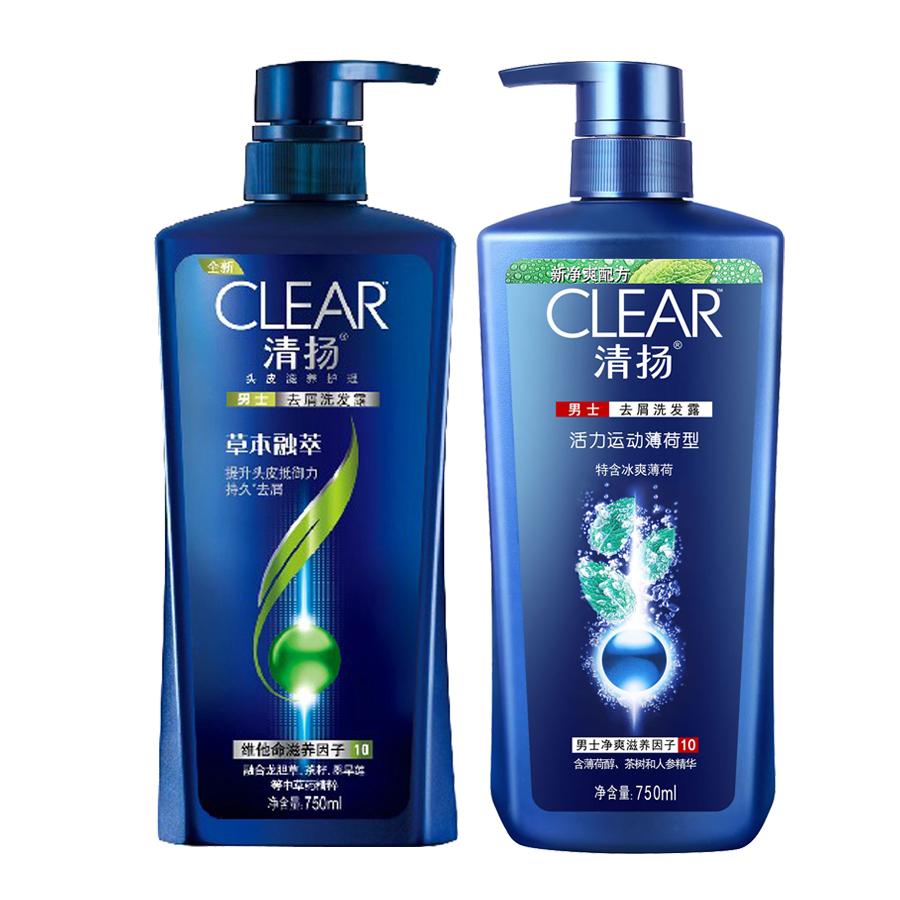 全新
CLEAR™
清扬®
头皮滋养护理
男士 去屑洗发露
草本融萃
提升头皮抵御力
持久*去屑
维他命滋养因子 10
融合龙胆草、茶籽、旱莲
等中草药精粹
净含量:750ml
新净爽配方
CLEAR™
清扬®
男士 去屑洗发露
活力运动薄荷型
特含冰爽薄荷
男士净爽滋养因子 10
含薄荷醇、茶树和人参精华
净含量:750ml